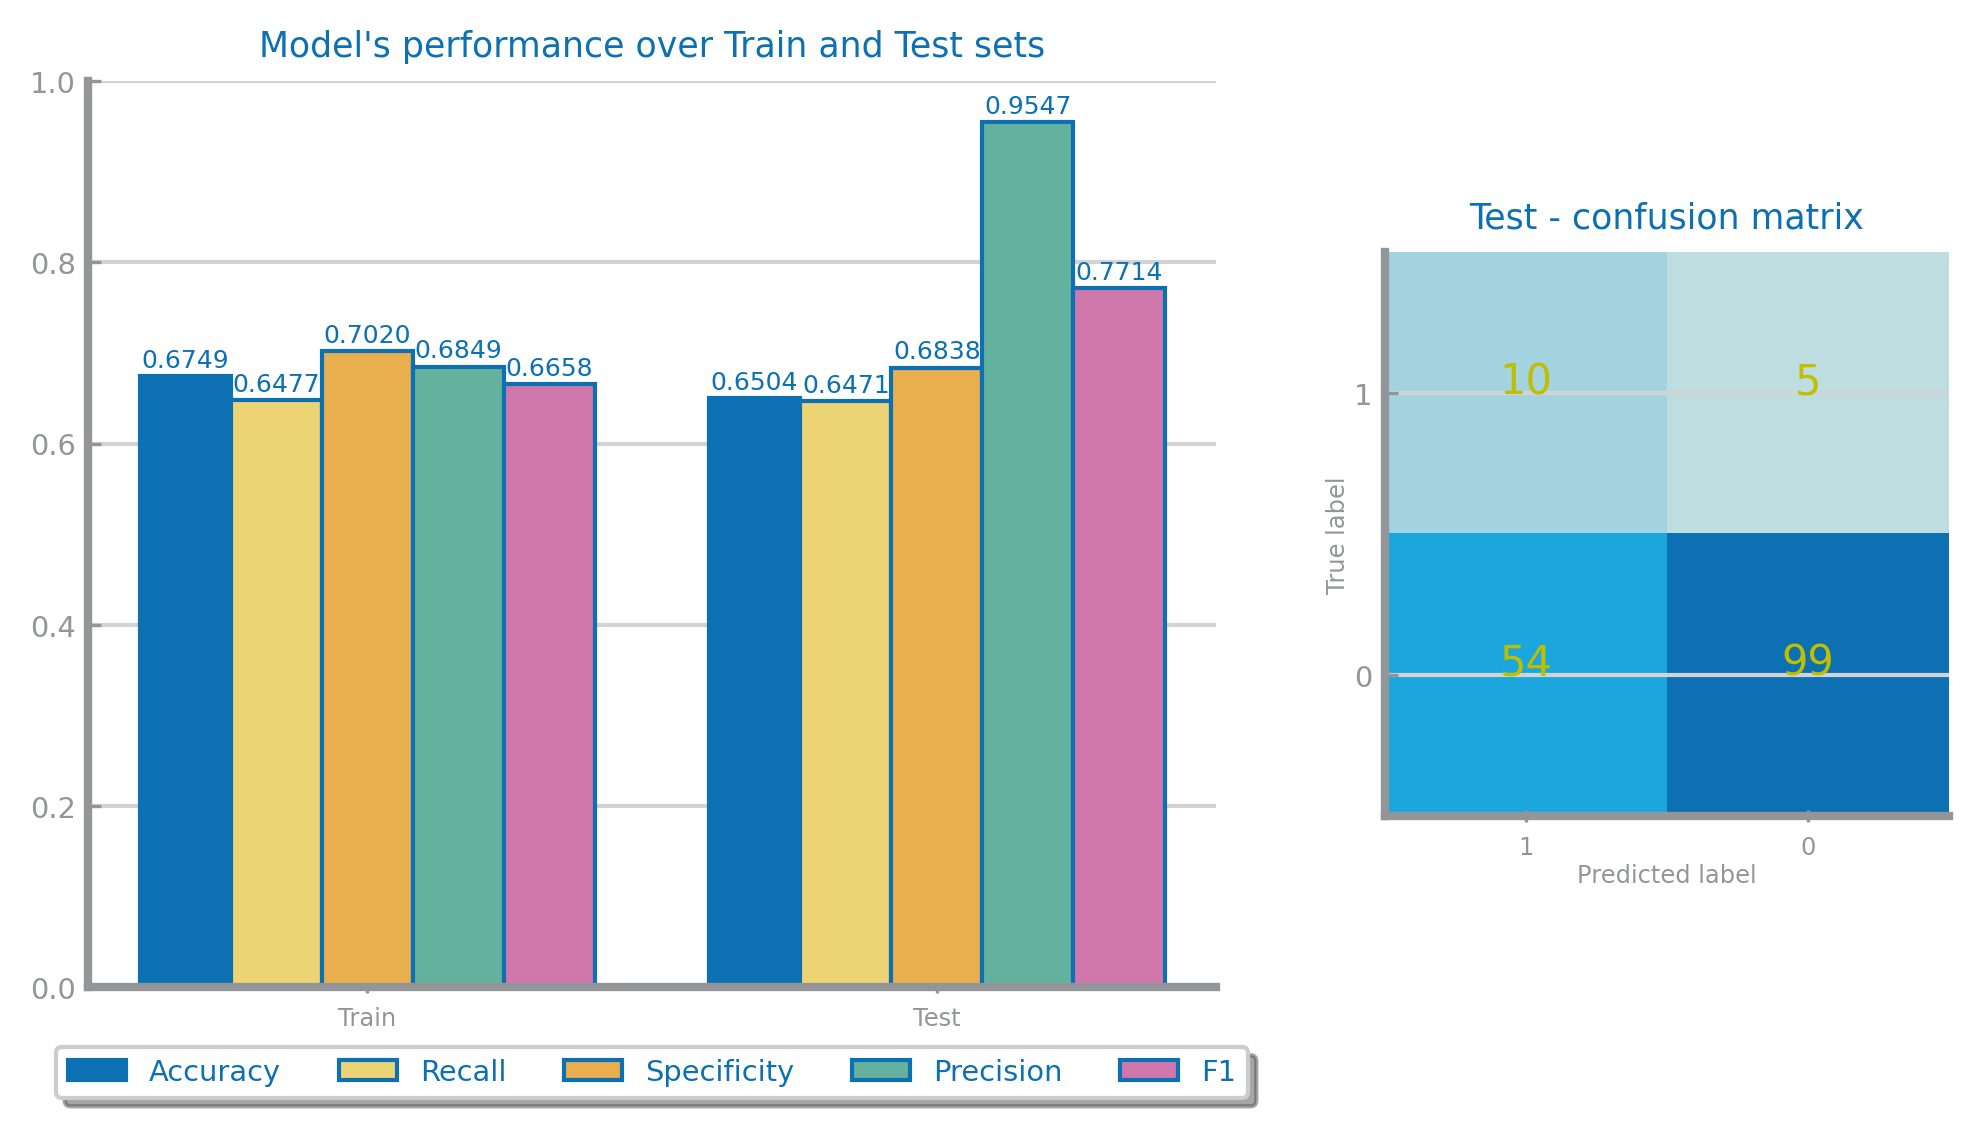 Model's performance over Train and Test sets
1.0
0.8
0.6
0.4
0.2
0.0
0.6749
0.6477
0.7020
0.6849
0.6658
0.6504
0.6471
0.6838
0.9547
0.7714
Train
Test
Accuracy
Recall
Specificity
Precision
F1
Test - confusion matrix
True label
1
0
10
5
54
99
1
0
Predicted label